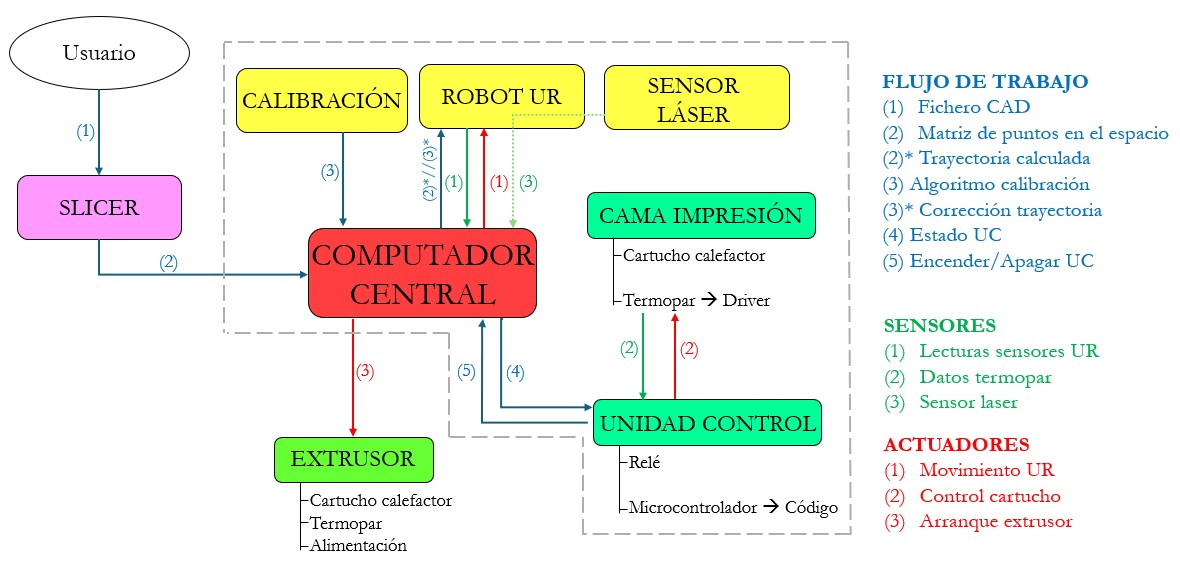 Usuario
(1)
SLICER
(2)
CALIBRACIÓN
ROBOT UR
SENSOR
LÁSER
(3)
(2)*//(3)*
(1)
(1)
(3)
COMPUTADOR
CENTRAL
CAMA IMPRESIÓN
Cartucho calefactor
Termopar → Driver
(2)
(2)
(3)
(5)
(4)
UNIDAD CONTROL
Relé
Microcontrolador → Código
EXTRUSOR
Cartucho calefactor
Termopar
Alimentación
FLUJO DE TRABAJO
(1) Fichero CAD
(2) Matriz de puntos en el espacio
(2)* Trayectoria calculada
(3) Algoritmo calibración
(3)* Corrección trayectoria
(4) Estado UC
(5) Encender/Apagar UC
SENSORES
(1) Lecturas sensores UR
(2) Datos termopar
(3) Sensor laser
ACTUADORES
(1) Movimiento UR
(2) Control cartucho
(3) Arranque extrusor